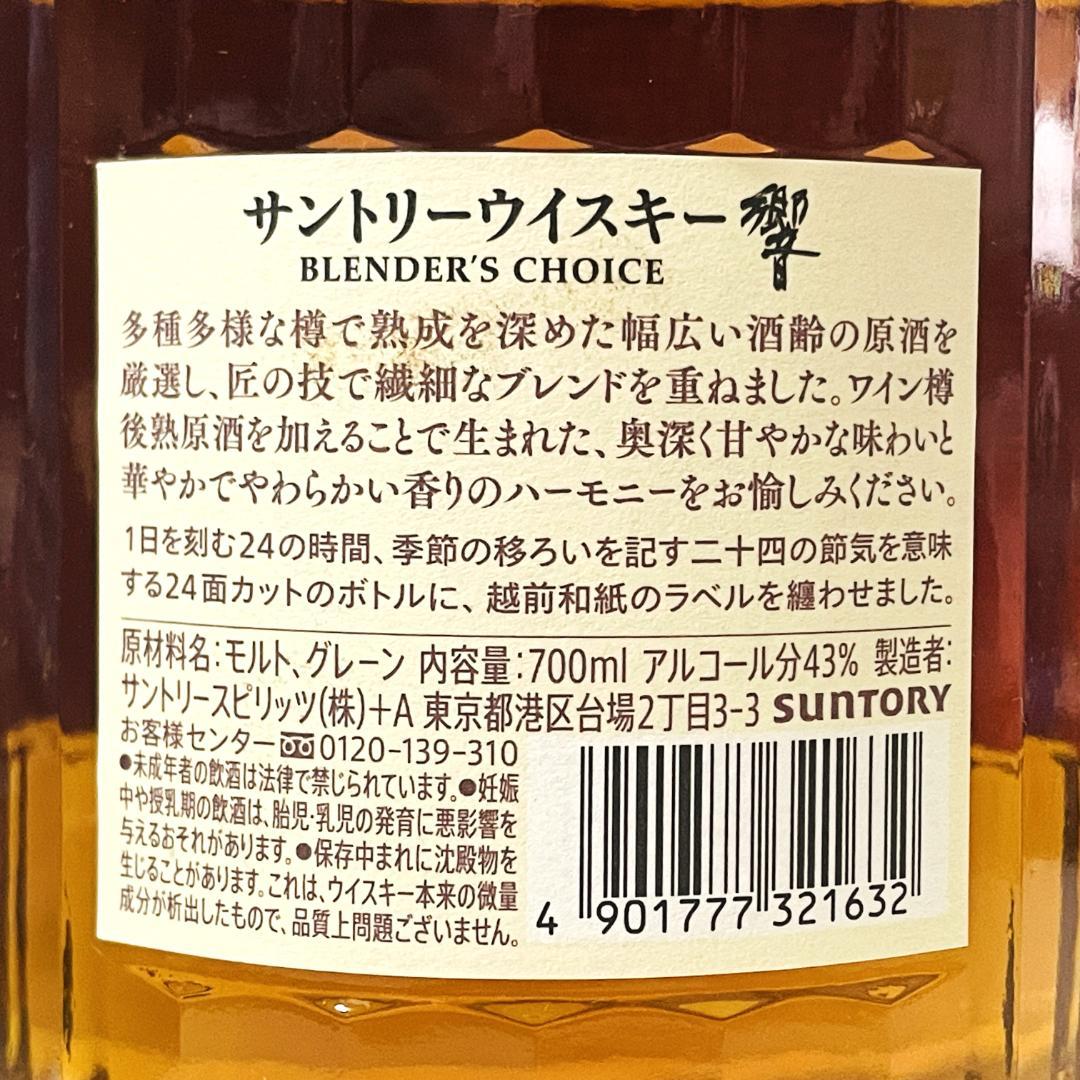 サントリーウイスキー 響
BLENDER'S CHOICE
多種多様な樽で熟成を深めた幅広い酒齢の原酒を
厳選し、匠の技で繊細なブレンドを重ねました。ワイン樽
後熟原酒を加えることで生まれた、奥深く甘やかな味わいと
華やかでやわらかい香りのハーモニーをお愉しみください。
1日を刻む24の時間、季節の移ろいを記す二十四の節気を意味
する24面カットのボトルに、越前和紙のラベルを纏わせました。
原材料名:モルト、グレーン 内容量:700ml アルコール分43% 製造者:
サントリースピリッツ(株)+A 東京都港区台場2丁目3-3 SUNTORY
お客様センター 0120-139-310
●未成年者の飲酒は法律で禁じられています。●妊娠
中や授乳期の飲酒は、胎児・乳児の発育に悪影響を
与えるおそれがあります。●保存中まれに沈殿物を
生じることがあります。これは、ウイスキー本来の微量
成分が析出したもので、品質上問題ございません。
4 901777 321632